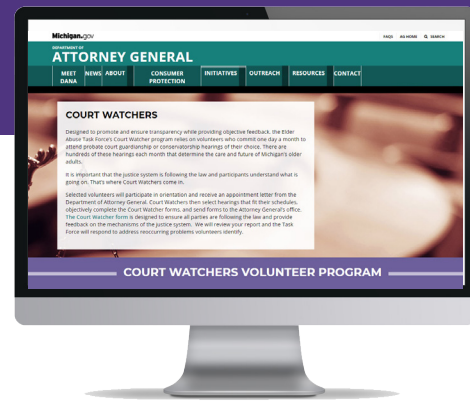 Michigan.gov
FAQS AG HOME SEARCH
DEPARTMENT OF
ATTORNEY GENERAL
MEET DANA NEWS ABOUT CONSUMER PROTECTION INITIATIVES OUTREACH RESOURCES CONTACT
COURT WATCHERS
Designed to promote and ensure transparency while providing objective feedback, the Elder
Abuse Task Force's Court Watcher program relies on volunteers who commit one day a month to
attend probate court guardianship or conservatorship hearings of their choice. There are
hundreds of these hearings each month that determine the care and future of Michigan's older
adults.
It is important that the justice system is following the law and participants understand what is
going on. That's where Court Watchers come in.
Selected volunteers will participate in orientation and receive an appointment letter from the
Department of Attorney General. Court Watchers then select hearings that fit their schedules,
objectively complete the Court Watcher forms, and send forms to the Attorney General's office.
The Court Watcher form is designed to ensure all parties are following the law and provide
feedback on the mechanisms of the justice system. We will review your report and the Task
Force will respond to address reoccurring problems volunteers identify.
COURT WATCHERS VOLUNTEER PROGRAM